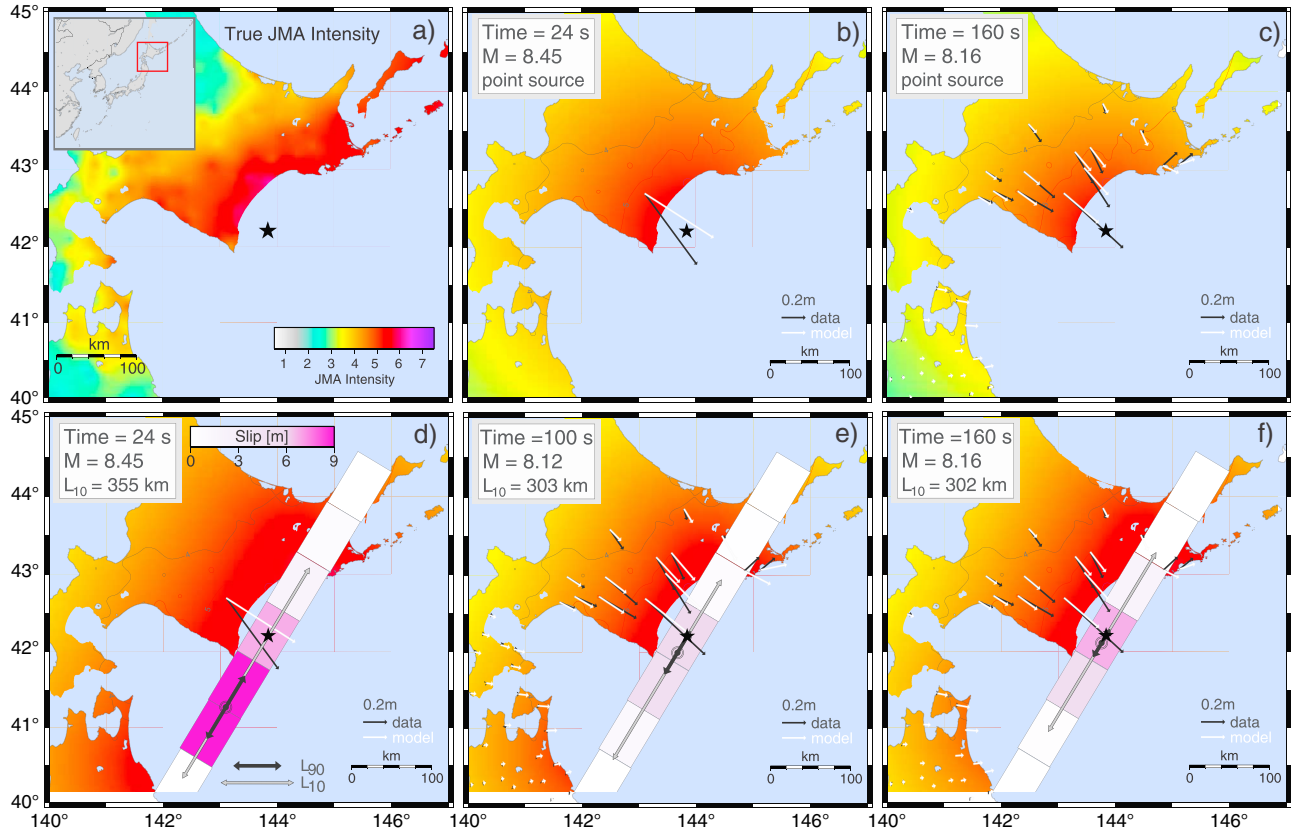 45°
44°
43°
42°
41°
40°
True JMA Intensity
a)
km
0 100
1 2 3 4 5 6 7
JMA Intensity
Time = 24 s
M = 8.45
point source
b)
0.2m
data
model
km
0 100
Time = 160 s
M = 8.16
point source
c)
0.2m
data
model
km
0 100
45°
44°
43°
42°
41°
40°
Time = 24 s
M = 8.45
L10 = 355 km
Slip [m]
0 3 6 9
d)
0.2m
data
model
L90
L10
km
0 100
Time =100 s
M = 8.12
L10 = 303 km
e)
0.2m
data
model
km
0 100
Time =160 s
M = 8.16
L10 = 302 km
f)
0.2m
data
model
km
0 100
140° 142° 144° 146° 140° 142° 144° 146° 140° 142° 144° 146°